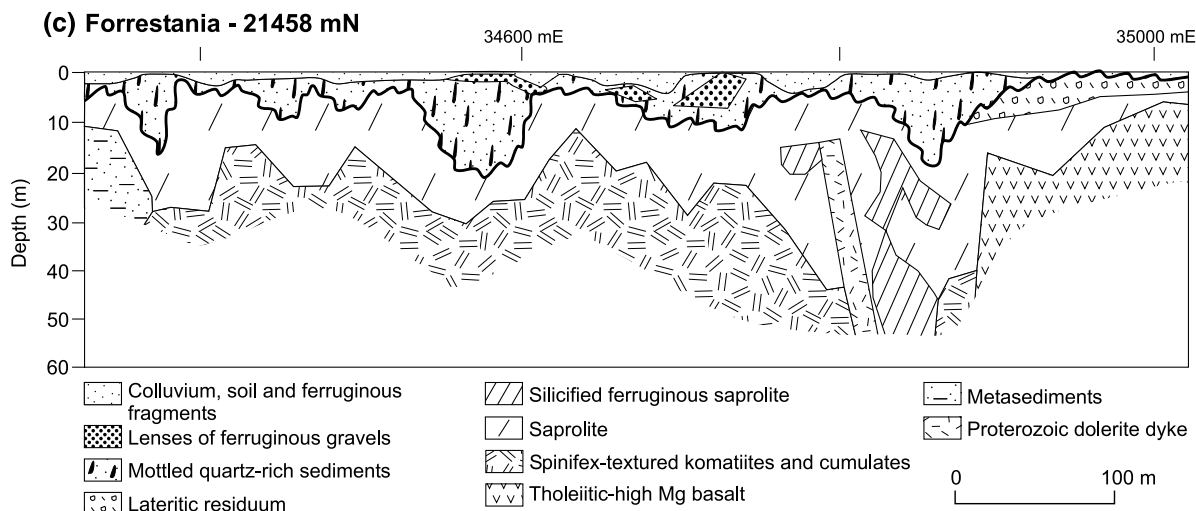 (c) Forrestania - 21458 mN
34600 mE
35000 mE
0
10
20
30
40
50
60
Depth (m)
Colluvium, soil and ferruginous
fragments
Lenses of ferruginous gravels
Mottled quartz-rich sediments
Lateritic residuum
Silicified ferruginous saprolite
Saprolite
Spinifex-textured komatiites and cumulates
Tholeiitic-high Mg basalt
Metasediments
Proterozoic dolerite dyke
0 100 m